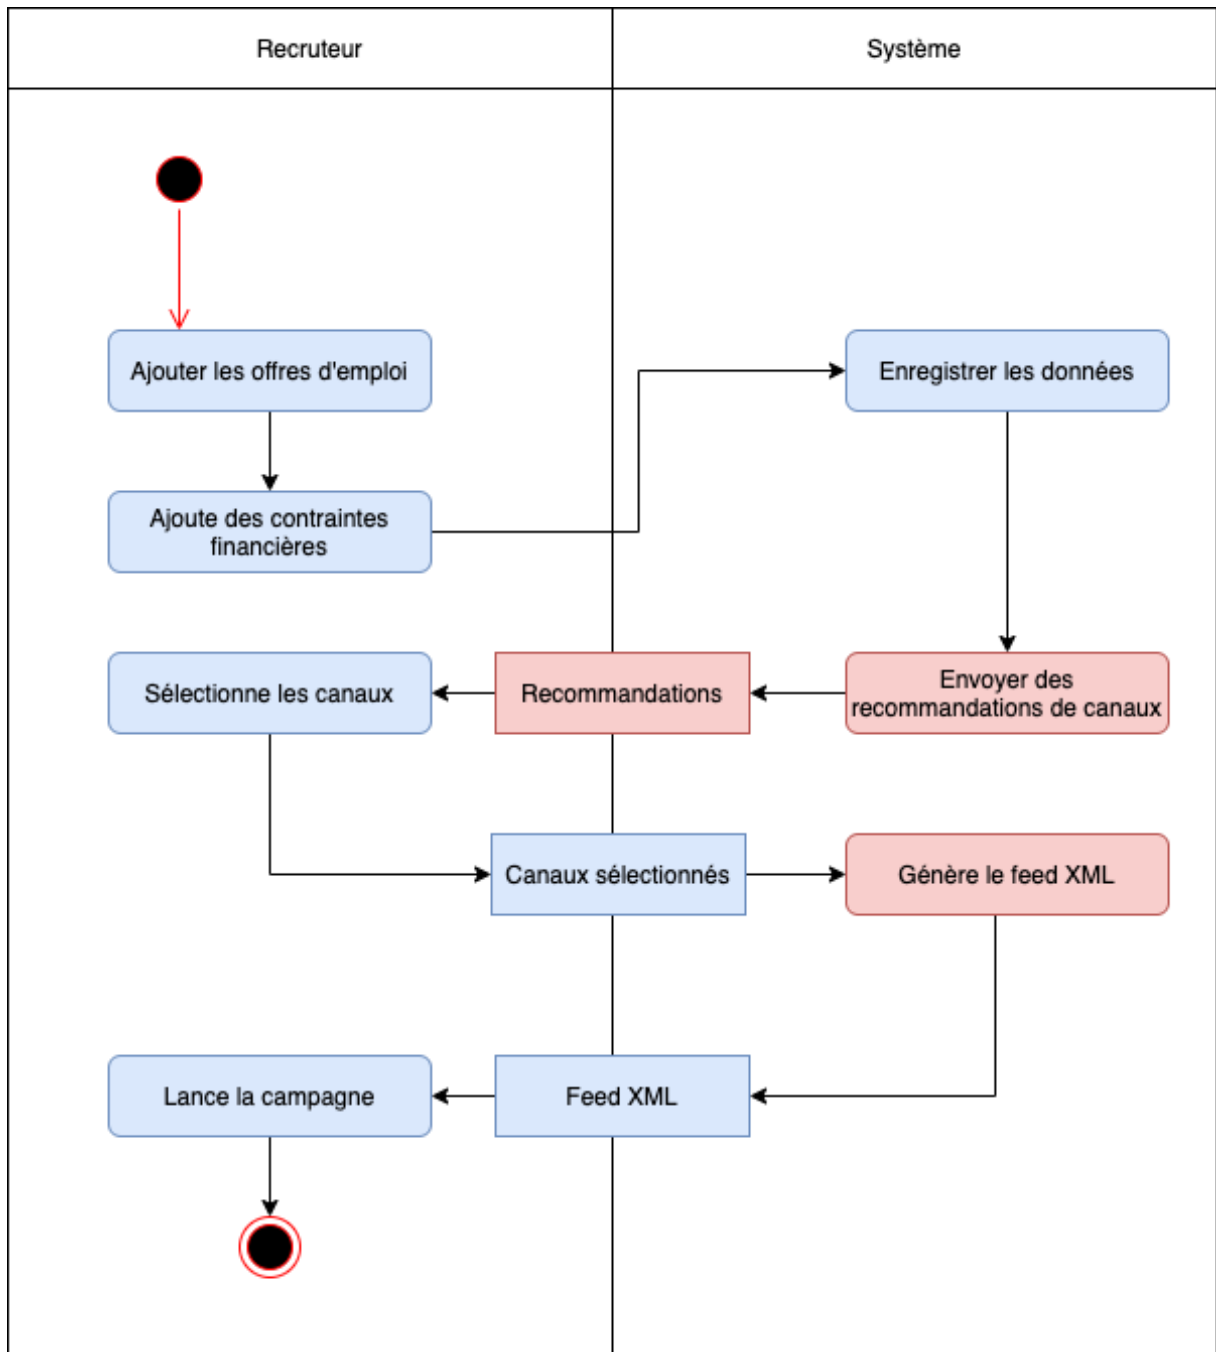 Recruteur
Système
Ajouter les offres d'emploi
Enregistrer les données
Ajoute des contraintes
financières
Sélectionne les canaux
Recommandations
Envoyer des
recommandations de canaux
Canaux sélectionnés
Génère le feed XML
Lance la campagne
Feed XML